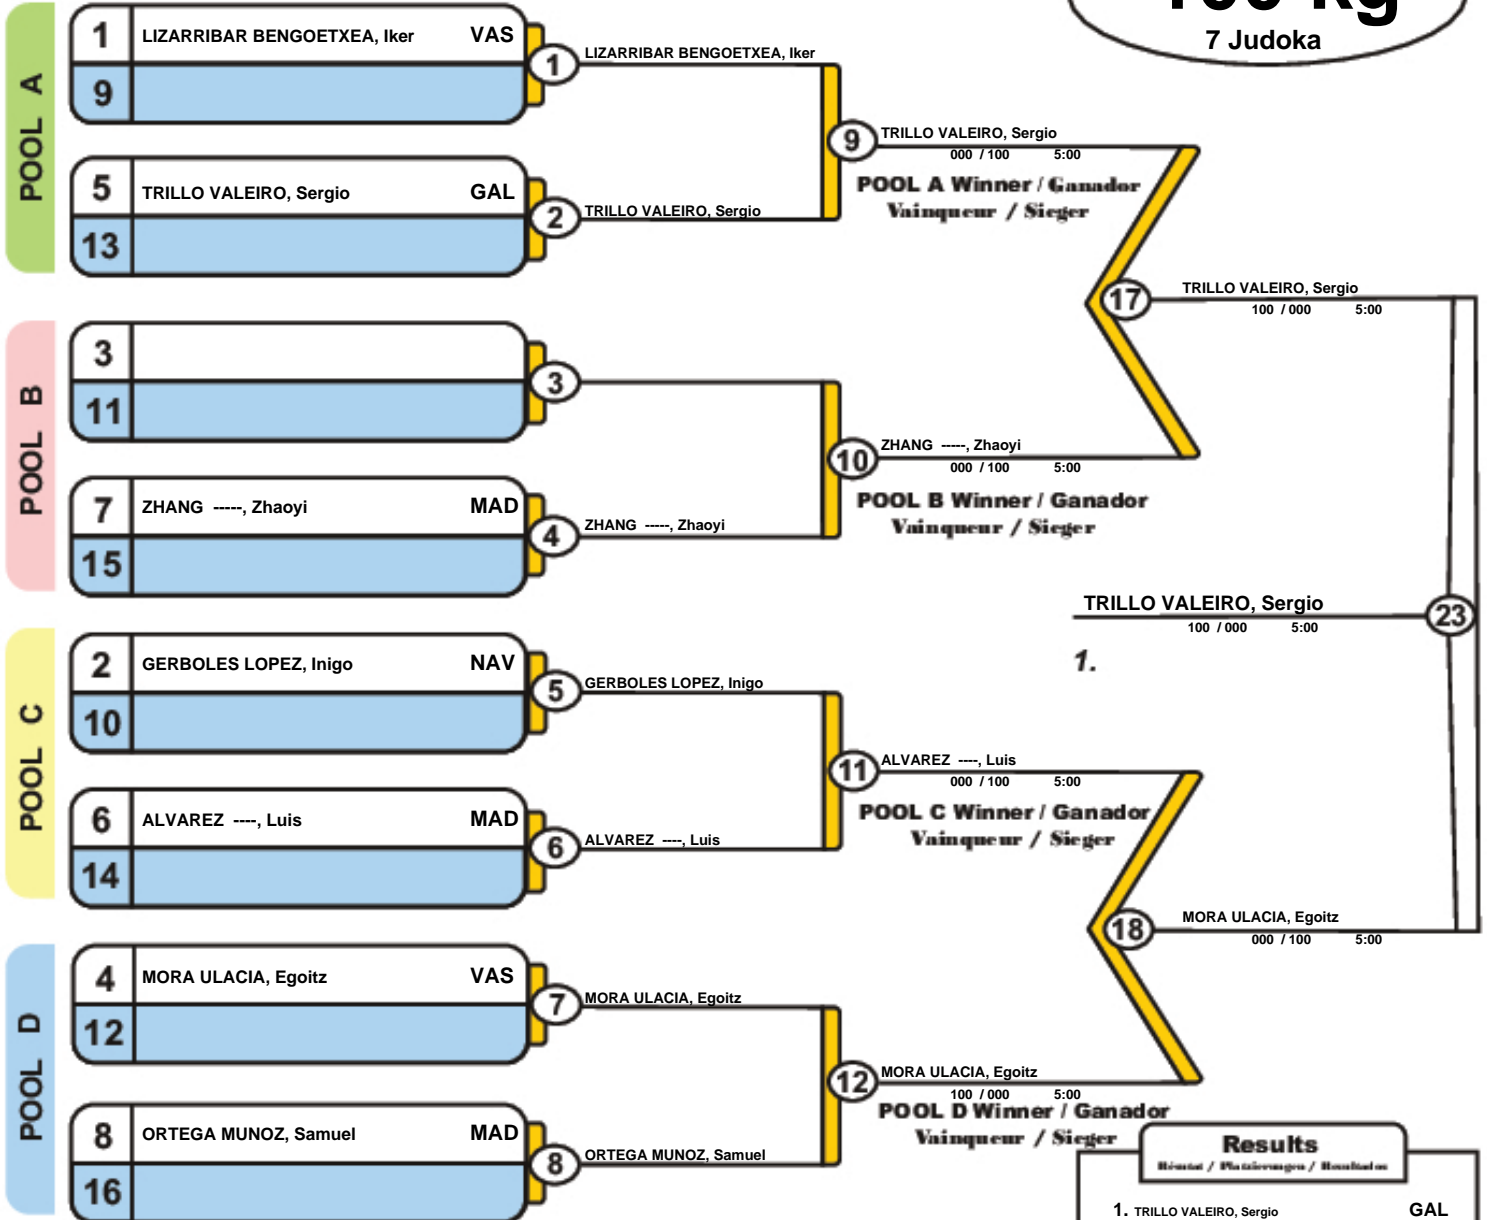 100 kg
7 Judoka
POOL A
1 LIZARRIBAR BENGOETXEA, Iker VAS
9
1
LIZARRIBAR BENGOETXEA, Iker
5 TRILLO VALEIRO, Sergio GAL
13
2
TRILLO VALEIRO, Sergio
9
TRILLO VALEIRO, Sergio
000 / 100 5:00
POOL A Winner / Ganador
Vainqueur / Sieger
POOL B
3
11
3
7 ZHANG -----, Zhaoyi MAD
15
4
ZHANG -----, Zhaoyi
10
ZHANG -----, Zhaoyi
000 / 100 5:00
POOL B Winner / Ganador
Vainqueur / Sieger
17
TRILLO VALEIRO, Sergio
100 / 000 5:00
TRILLO VALEIRO, Sergio
23
100 / 000 5:00
1.
POOL C
2 GERBOLES LOPEZ, Inigo NAV
10
5
GERBOLES LOPEZ, Inigo
6 ALVAREZ ----, Luis MAD
14
6
ALVAREZ ----, Luis
11
ALVAREZ ----, Luis
000 / 100 5:00
POOL C Winner / Ganador
Vainqueur / Sieger
POOL D
4 MORA ULACIA, Egoitz VAS
12
7
MORA ULACIA, Egoitz
8 ORTEGA MUNOZ, Samuel MAD
16
8
ORTEGA MUNOZ, Samuel
12
MORA ULACIA, Egoitz
100 / 000 5:00
POOL D Winner / Ganador
Vainqueur / Sieger
18
MORA ULACIA, Egoitz
000 / 100 5:00
Results
/ Platzierungen / Resultados
1. TRILLO VALEIRO, Sergio GAL